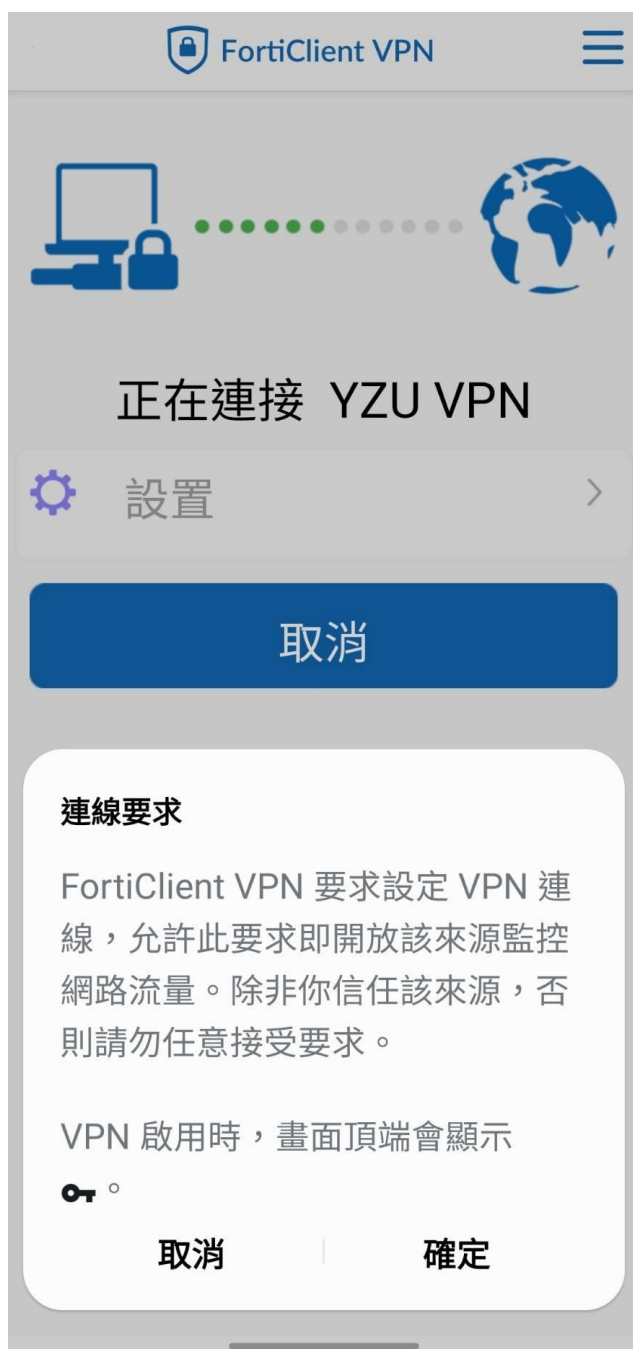 FortiClient VPN
正在連接 YZU VPN
設置
取消
連線要求
FortiClient VPN 要求設定 VPN 連
線，允許此要求即開放該來源監控
網路流量。除非你信任該來源，否
則請勿任意接受要求。
VPN 啟用時，畫面頂端會顯示
。
取消
確定